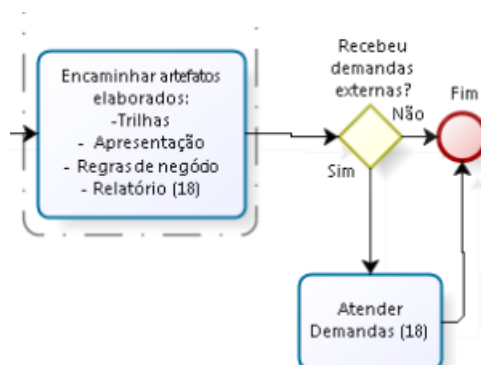 Encaminhar artefatos
elaborados:
-Trilhas
- Apresentação
- Regras de negócio
- Relatório (18)
Recebeu
demandas
externas?
Não
Sim
Fim
Atender
Demandas (18)